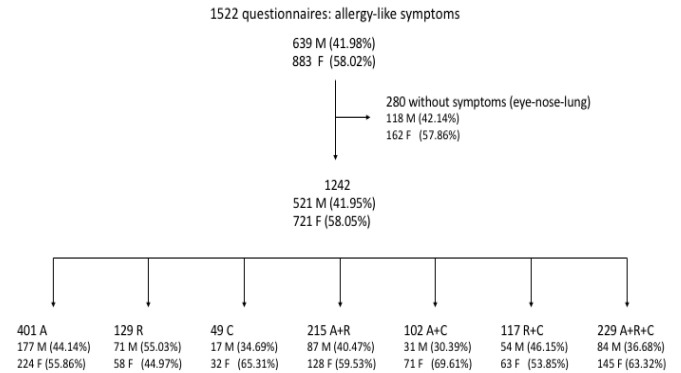 1522 questionnaires: allergy-like symptoms
639 M (41.98%)
883 F (58.02%)
280 without symptoms (eye-nose-lung)
118 M (42.14%)
162 F (57.86%)
1242
521 M (41.95%)
721 F (58.05%)
401 A
177 M (44.14%)
224 F (55.86%)
129 R
71 M (55.03%)
58 F (44.97%)
49 C
17 M (34.69%)
32 F (65.31%)
215 A+R
87 M (40.47%)
128 F (59.53%)
102 A+C
31 M (30.39%)
71 F (69.61%)
117 R+C
54 M (46.15%)
63 F (53.85%)
229 A+R+C
84 M (36.68%)
145 F (63.32%)